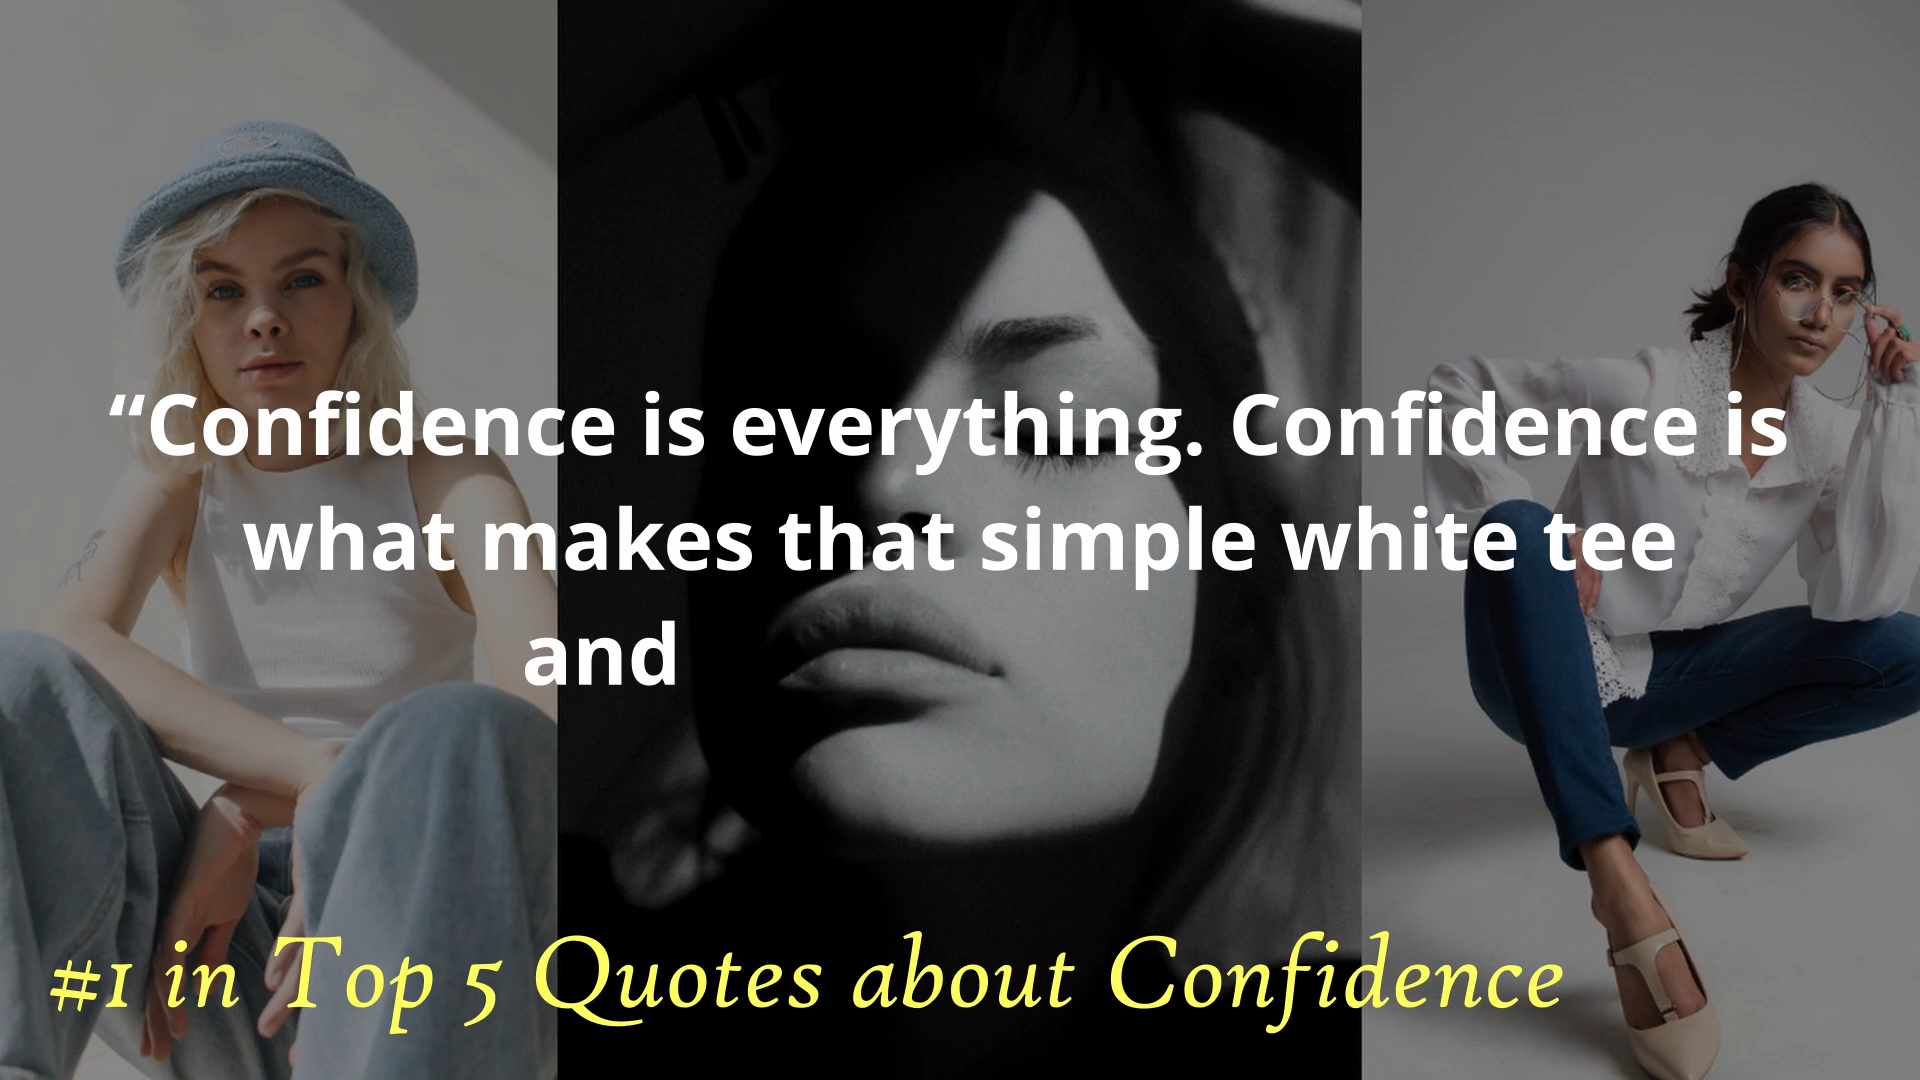 “Confidence is everything. Confidence is
what makes that simple white tee
and
#1 in Top 5 Quotes about Confidence